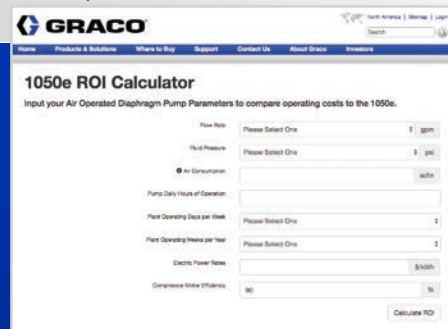 GRACO
North America | Sitemap | Login
Search
Home Products & Solutions Where to Buy Support Contact Us About Graco Investors
1050e ROI Calculator
Input your Air Operated Diaphragm Pump Parameters to compare operating costs to the 1050e.
Flow Rate Please Select One gpm
Fluid Pressure Please Select One psi
Air Consumption scfm
Pump Daily Hours of Operation
Plant Operating Days per Week Please Select One
Plant Operating Weeks per Year Please Select One
Electric Power Rates $/kWh
Compressor Motor Efficiency 90 %
Calculate ROI